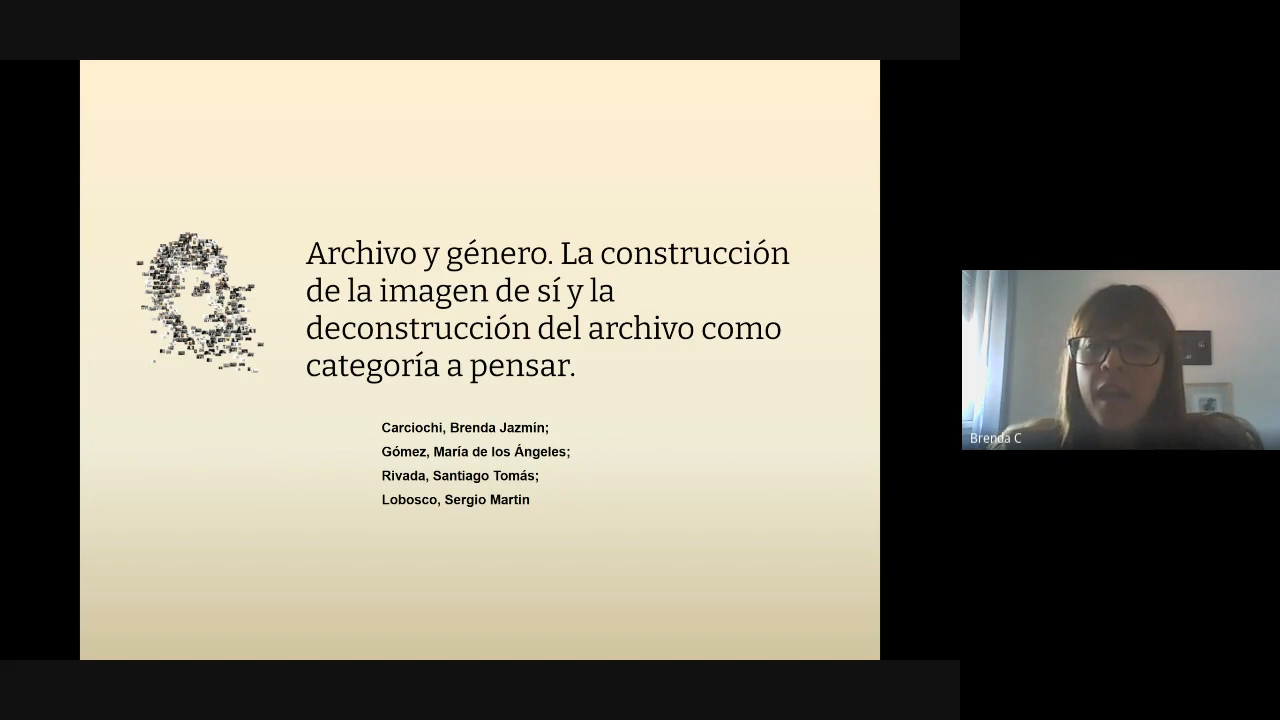 Archivo y género. La construcción
de la imagen de sí y la
deconstrucción del archivo como
categoría a pensar.
Carciochi, Brenda Jazmín;
Gómez, María de los Ángeles;
Rivada, Santiago Tomás;
Lobosco, Sergio Martin
Brenda C